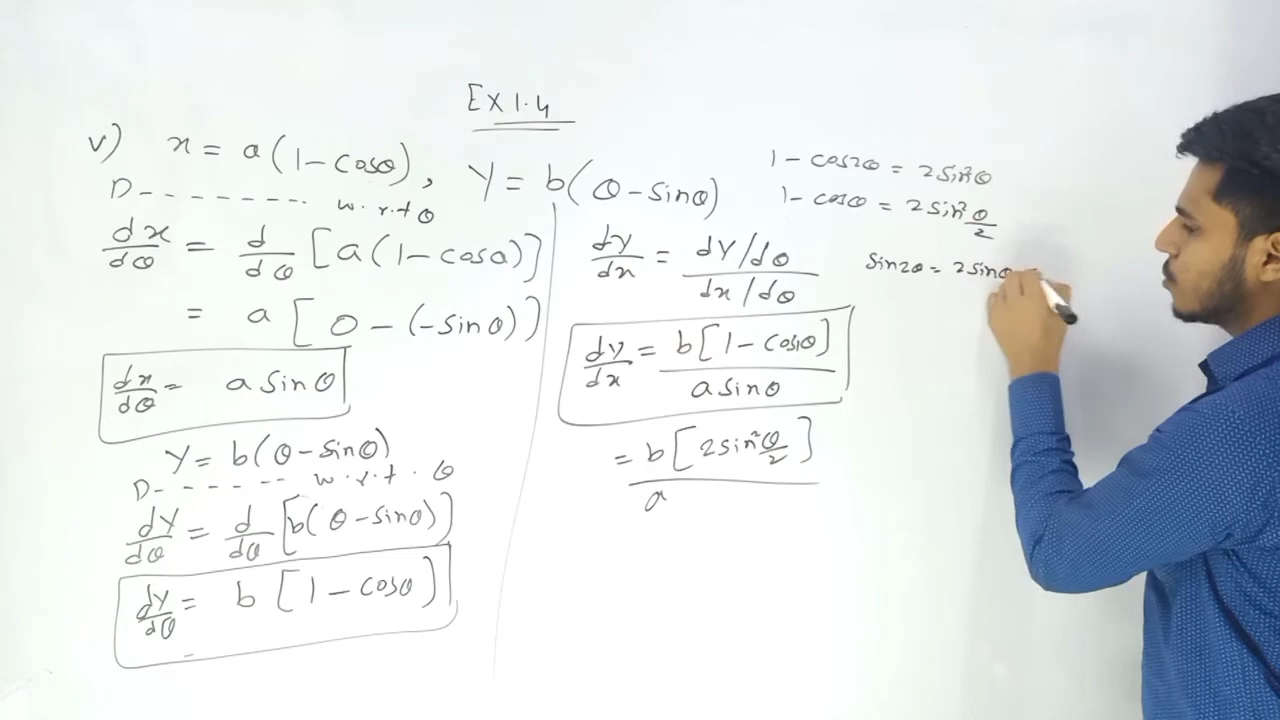 Ex 1.4
v) x = a(1-cosθ), Y = b(θ-sinθ)
D-------- w.r.t θ
dx/dθ = d/dθ [a(1-cosθ)]
= a [0-(-sinθ)]
dx/dθ = a sinθ
Y = b(θ-sinθ)
D------ w.r.t. θ
dY/dθ = d/dθ [b(θ-sinθ)]
dY/dθ = b [1-cosθ]
dy/dx = dY/dθ / dx/dθ
dy/dx = b[1-cosθ] / a sinθ
= b[2sin²θ/2] / a
1-cos2θ = 2sin²θ
1-cosθ = 2sin²θ/2
sin2θ = 2sinθ